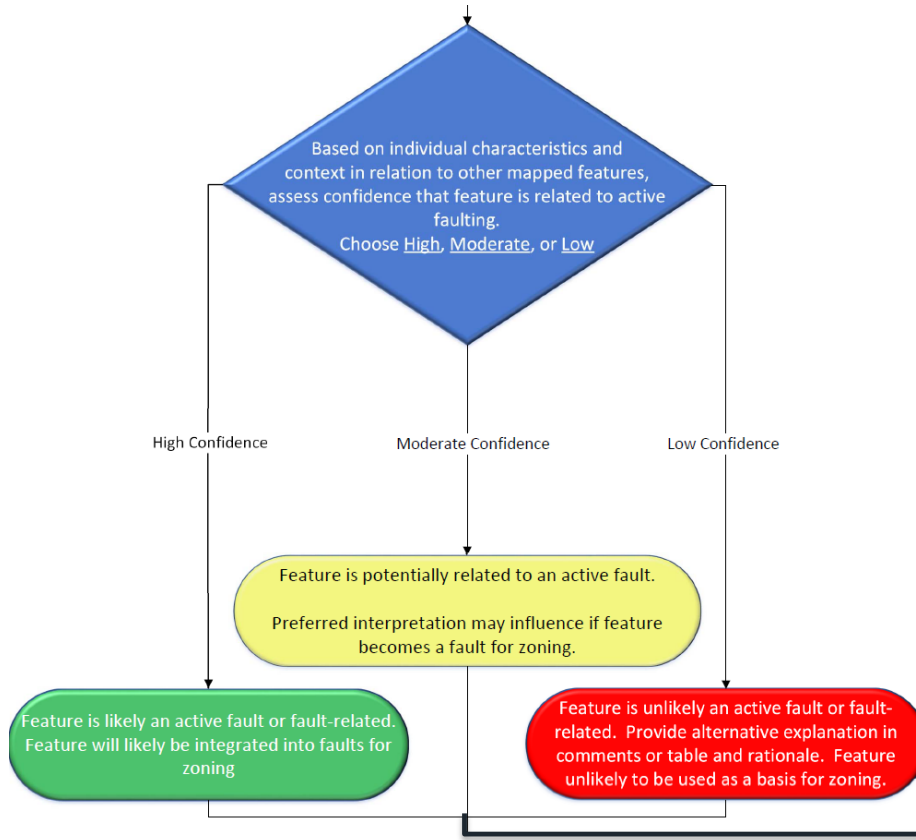 Based on individual characteristics and
context in relation to other mapped features,
assess confidence that feature is related to active
faulting.
Choose High, Moderate, or Low
High Confidence
Moderate Confidence
Low Confidence
Feature is potentially related to an active fault.
Preferred interpretation may influence if feature
becomes a fault for zoning.
Feature is likely an active fault or fault-related.
Feature will likely be integrated into faults for
zoning
Feature is unlikely an active fault or fault-
related.  Provide alternative explanation in
comments or table and rationale.  Feature
unlikely to be used as a basis for zoning.